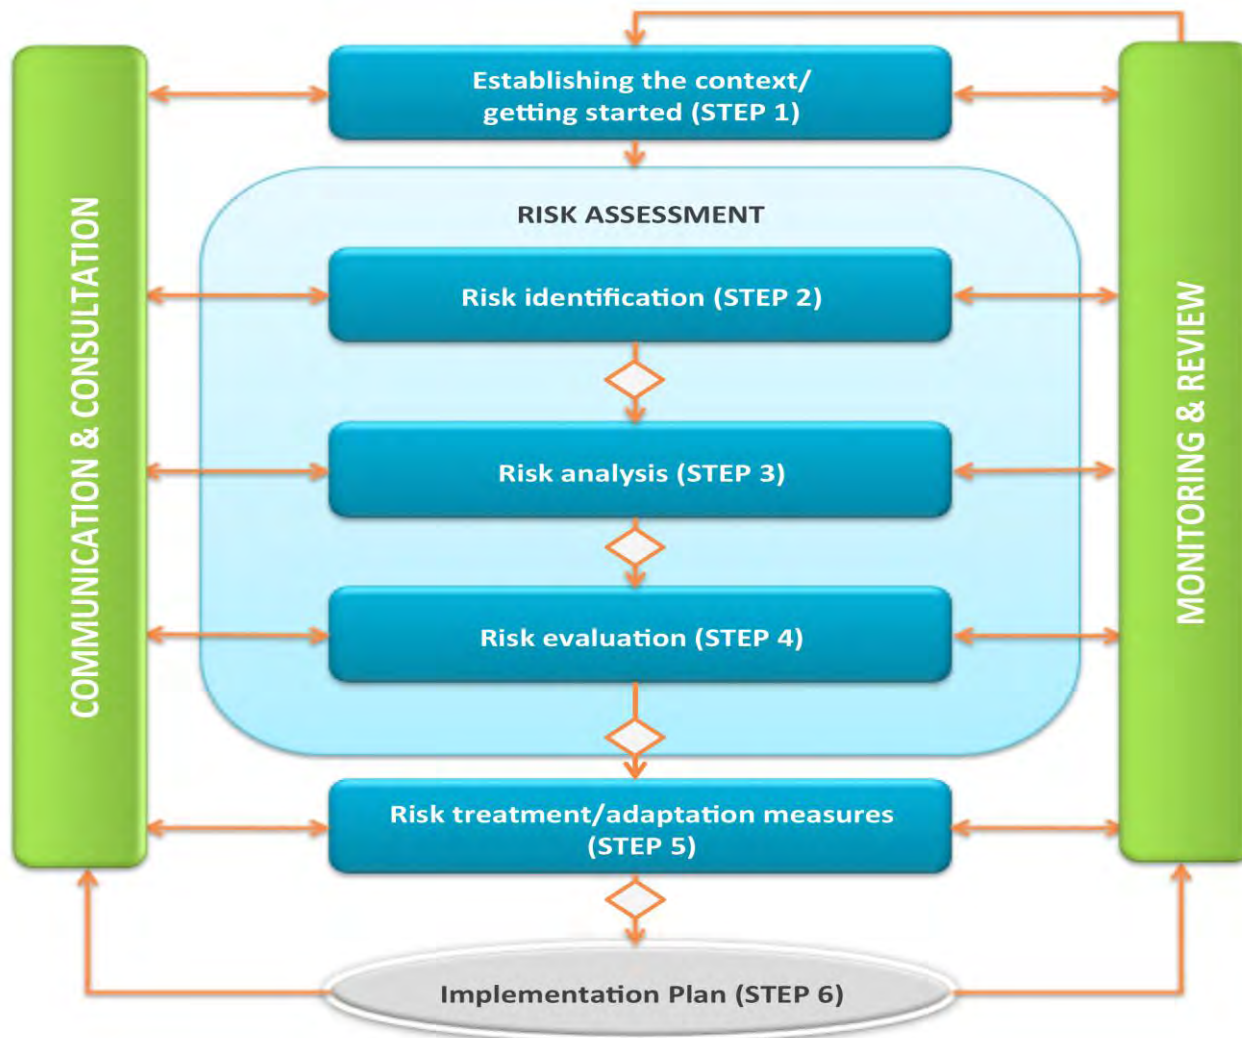 Establishing the context/
getting started (STEP 1)
RISK ASSESSMENT
Risk identification (STEP 2)
Risk analysis (STEP 3)
Risk evaluation (STEP 4)
Risk treatment/adaptation measures
(STEP 5)
Implementation Plan (STEP 6)
COMMUNICATION & CONSULTATION
MONITORING & REVIEW